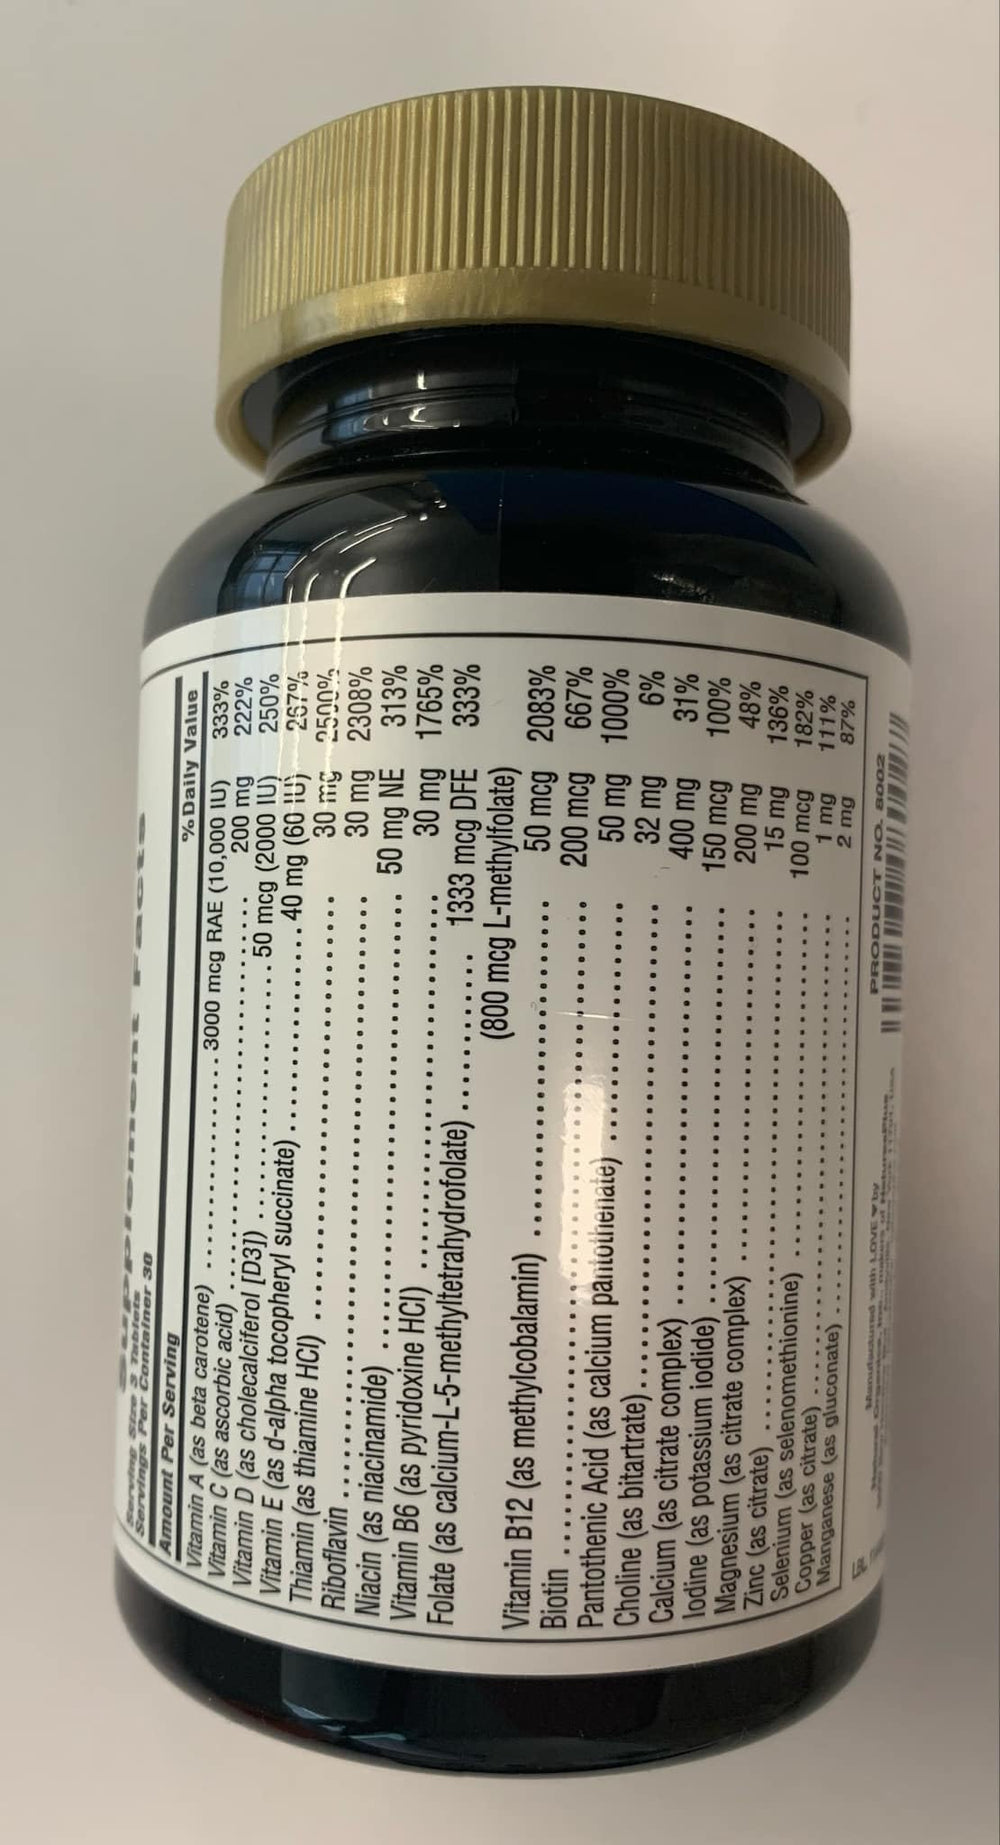 Supplement Facts
Serving Size 3 Tablets
Servings Per Container 30
Amount Per Serving %Daily Value
Vitamin A (as beta carotene) 3000 mcg RAE (10,000 IU) 333%
Vitamin C (as ascorbic acid) 200 mg 222%
Vitamin D (as cholecalciferol [D3]) 50 mcg (2000 IU) 250%
Vitamin E (as d-alpha tocopheryl succinate) 40 mg (60 IU) 267%
Thiamin (as thiamine HCl) 30 mg 2500%
Riboflavin 30 mg 2308%
Niacin (as niacinamide) 50 mg NE 313%
Vitamin B6 (as pyridoxine HCl) 30 mg 1765%
Folate (as calcium-L-5-methyltetrahydrofolate) 1333 mcg DFE 333%
(800 mcg L-methylfolate)
Vitamin B12 (as methylcobalamin) 50 mcg 2083%
Biotin 200 mcg 667%
Pantothenic Acid (as calcium pantothenate) 50 mg 1000%
Choline (as bitartrate) 32 mg 6%
Calcium (as citrate complex) 400 mg 31%
Iodine (as potassium iodide) 150 mcg 100%
Magnesium (as citrate complex) 200 mg 48%
Zinc (as citrate) 15 mg 136%
Selenium (as selenomethionine) 100 mcg 182%
Copper (as citrate) 1 mg 111%
Manganese (as gluconate) 2 mg 87%
PRODUCT NO. 8002
Manufactured with LOVE ♥ by
Natural Organics, Inc., makers of NaturesPlus
USA